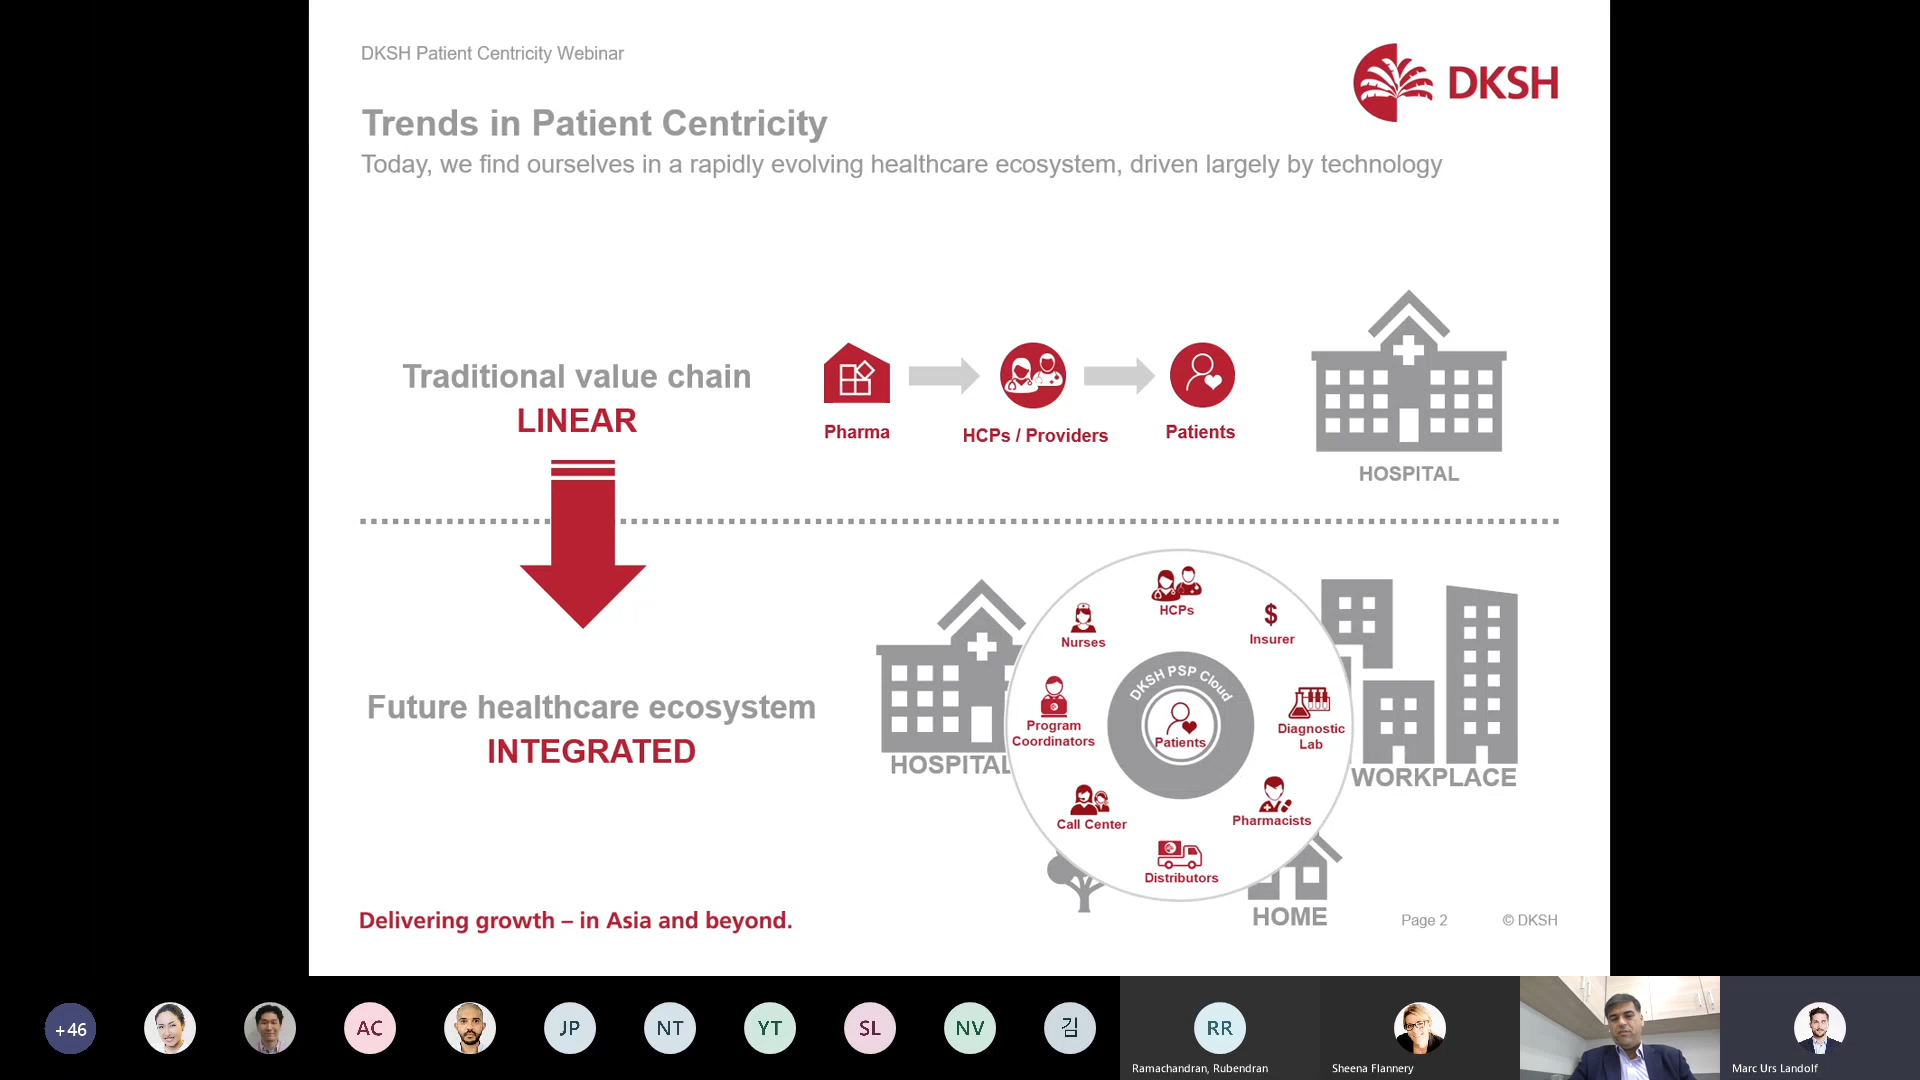 DKSH Patient Centricity Webinar
DKSH
Trends in Patient Centricity
Today, we find ourselves in a rapidly evolving healthcare ecosystem, driven largely by technology
Traditional value chain
LINEAR
Pharma
HCPs / Providers
Patients
HOSPITAL
Future healthcare ecosystem
INTEGRATED
HOSPITAL
HCPs
Nurses
$
Insurer
DKSH PSP Cloud
Patients
Program
Coordinators
Diagnostic
Lab
Call Center
Pharmacists
Distributors
WORKPLACE
HOME
Delivering growth – in Asia and beyond.
Page 2
© DKSH
+46
AC
JP
NT
YT
SL
NV
김
RR
Ramachandran, Rubendran
Sheena Flannery
Marc Urs Landolf